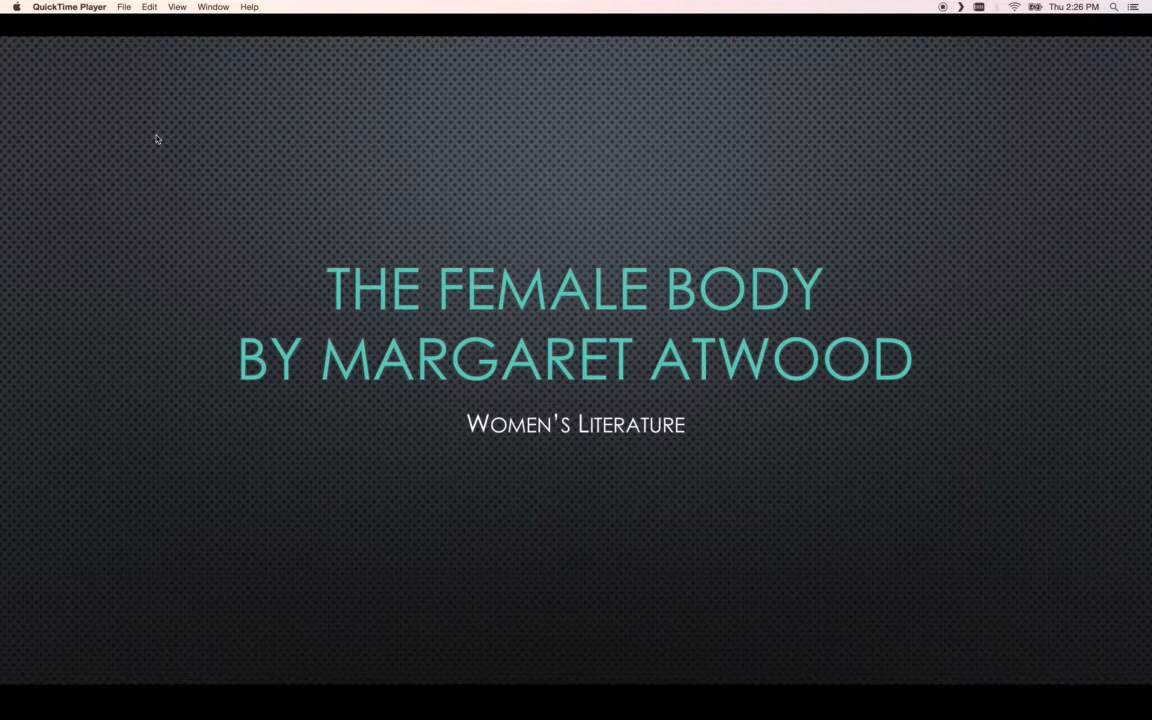 QuickTime Player File Edit View Window Help Thu 2:26 PM
THE FEMALE BODY
BY MARGARET ATWOOD
WOMEN'S LITERATURE